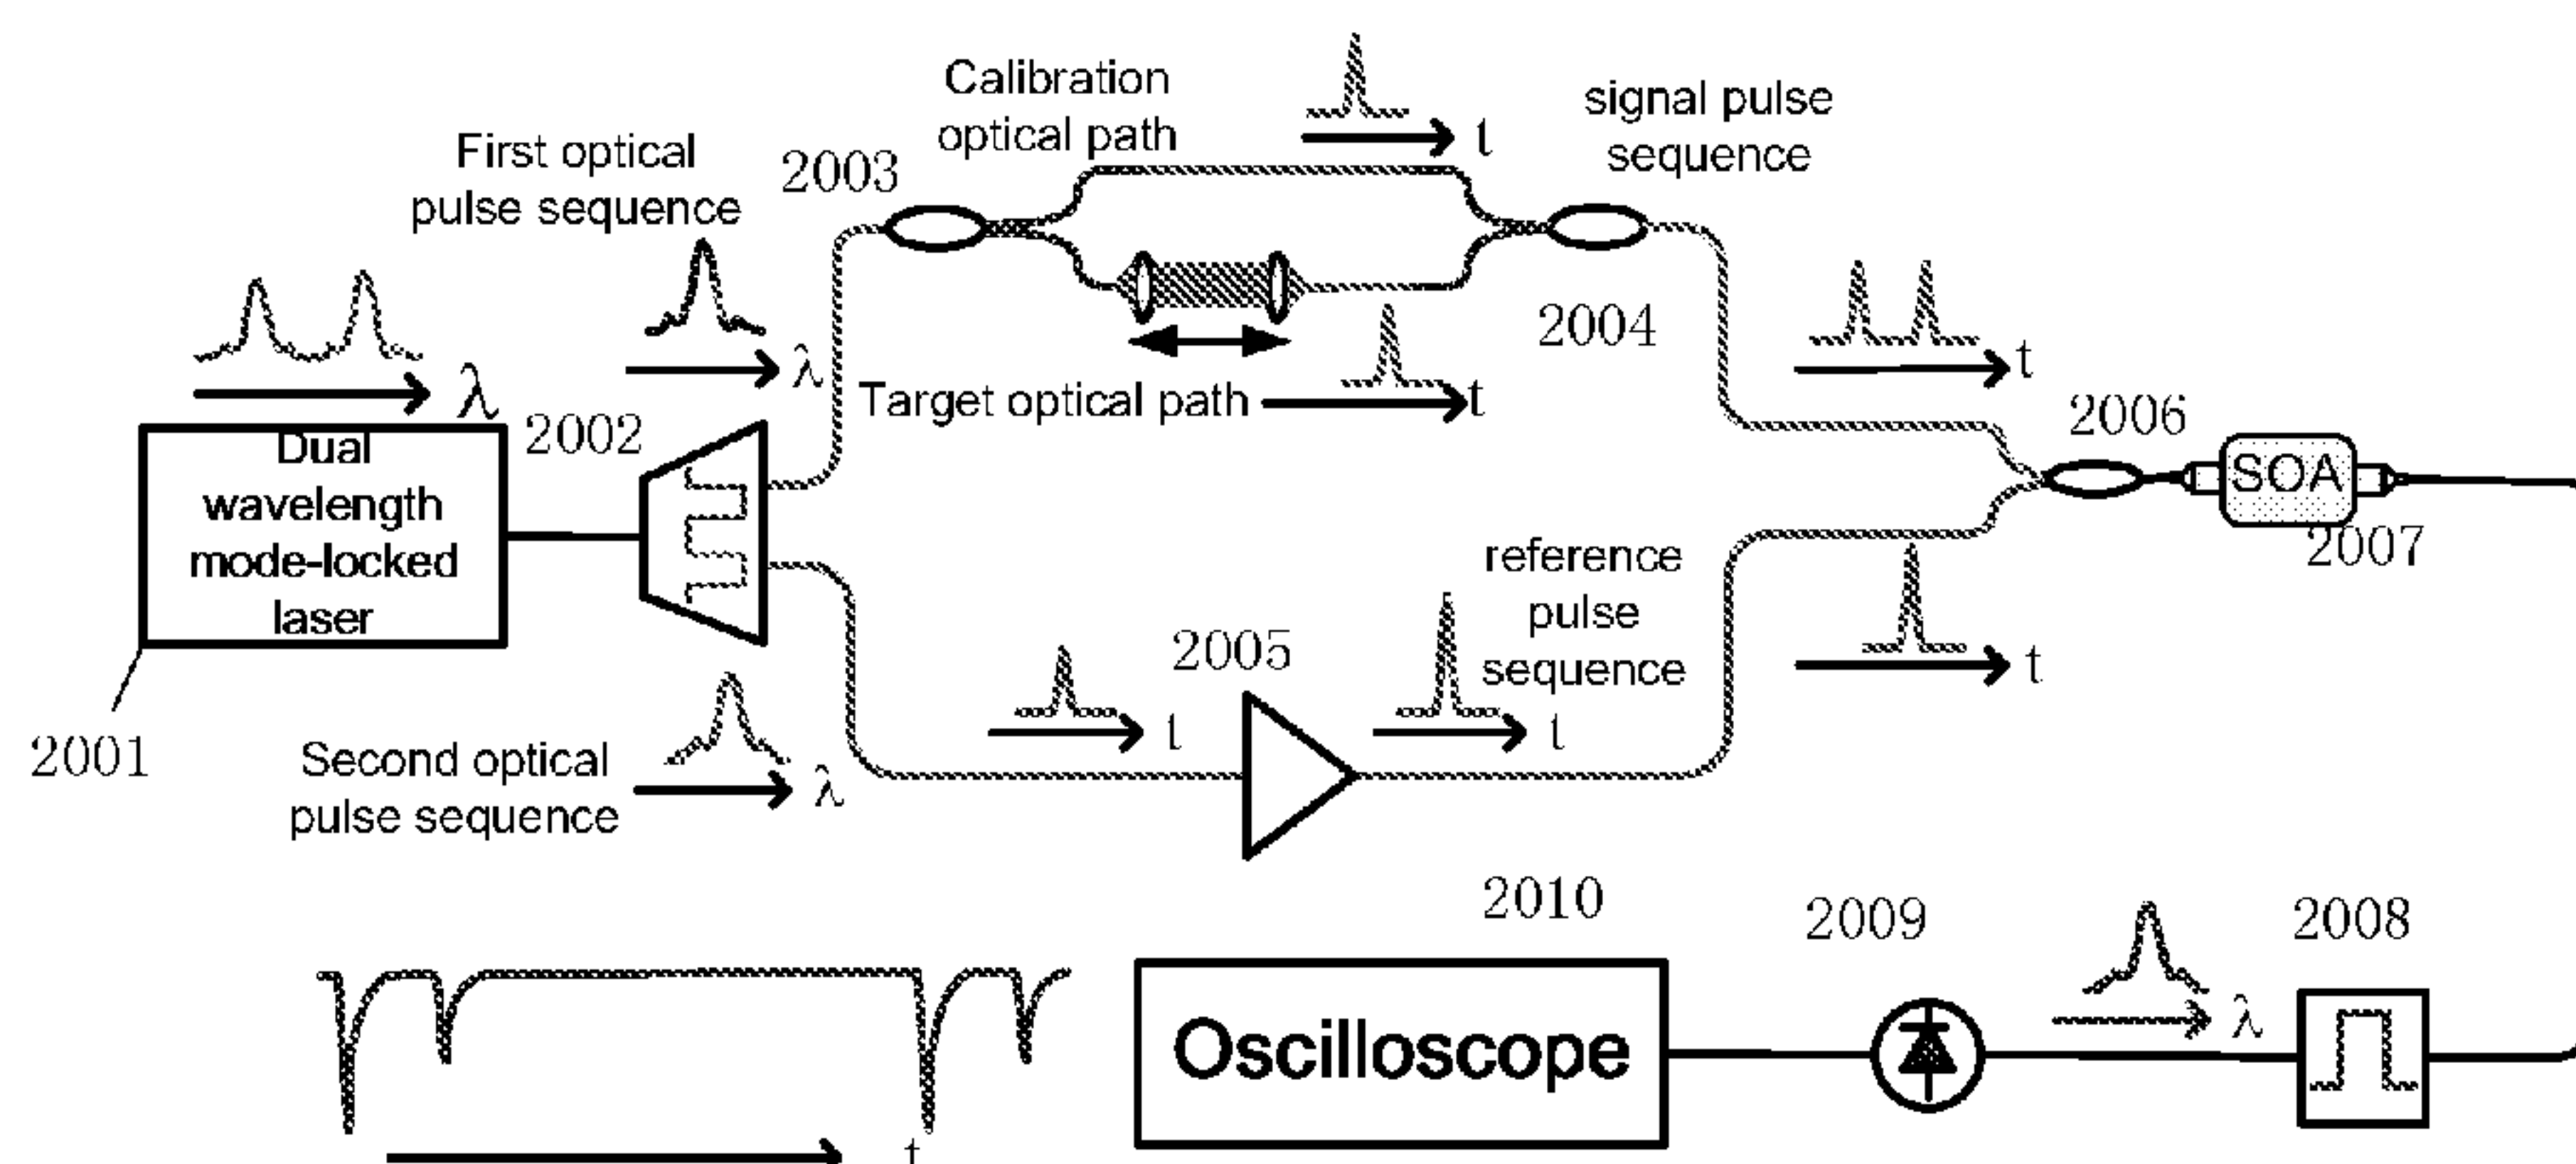 Calibration
optical path
t
signal pulse
sequence
First optical
pulse sequence
2003
λ
λ
2004
t
Target optical path
t
2002
2006
Dual
wavelength
mode-locked
laser
SOA
2007
reference
pulse
sequence
2005
t
t
t
2001
Second optical
pulse sequence
λ
2010
2009
2008
λ
Oscilloscope
t